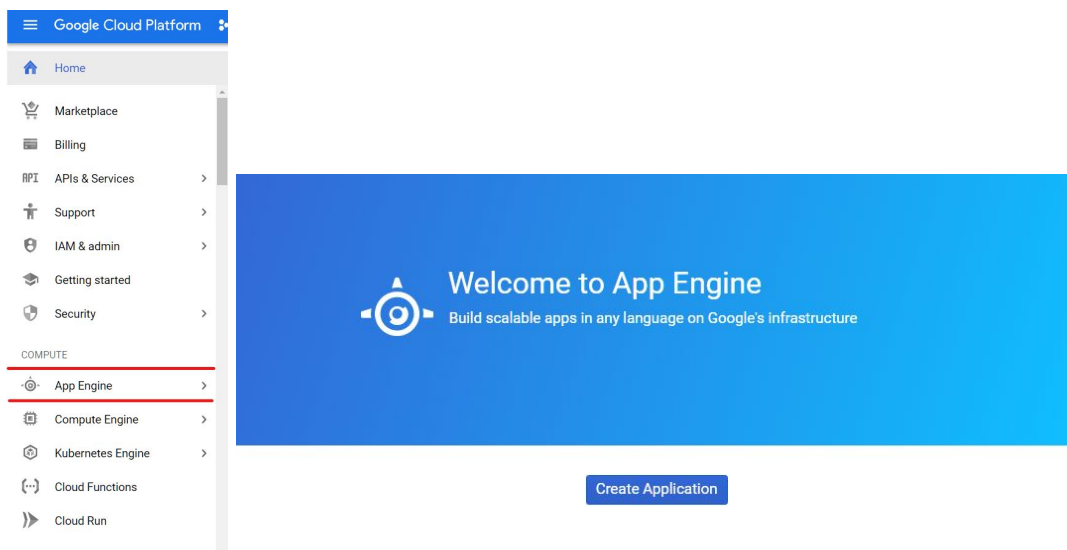 Google Cloud Platform
Home
Marketplace
Billing
API APIs & Services
Support
IAM & admin
Getting started
Security
COMPUTE
App Engine
Compute Engine
Kubernetes Engine
Cloud Functions
Cloud Run
Welcome to App Engine
Build scalable apps in any language on Google's infrastructure
Create Application